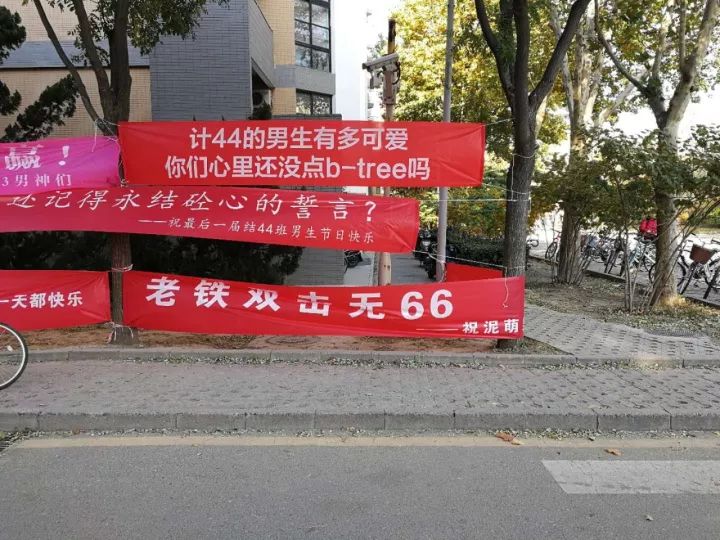 计44的男生有多可爱
你们心里还没点b-tree吗
！
3男神们
还记得永结砼心的誓言？
——祝最后一届结44班男生节日快乐
一天都快乐
老铁双击无66
——祝泥萌